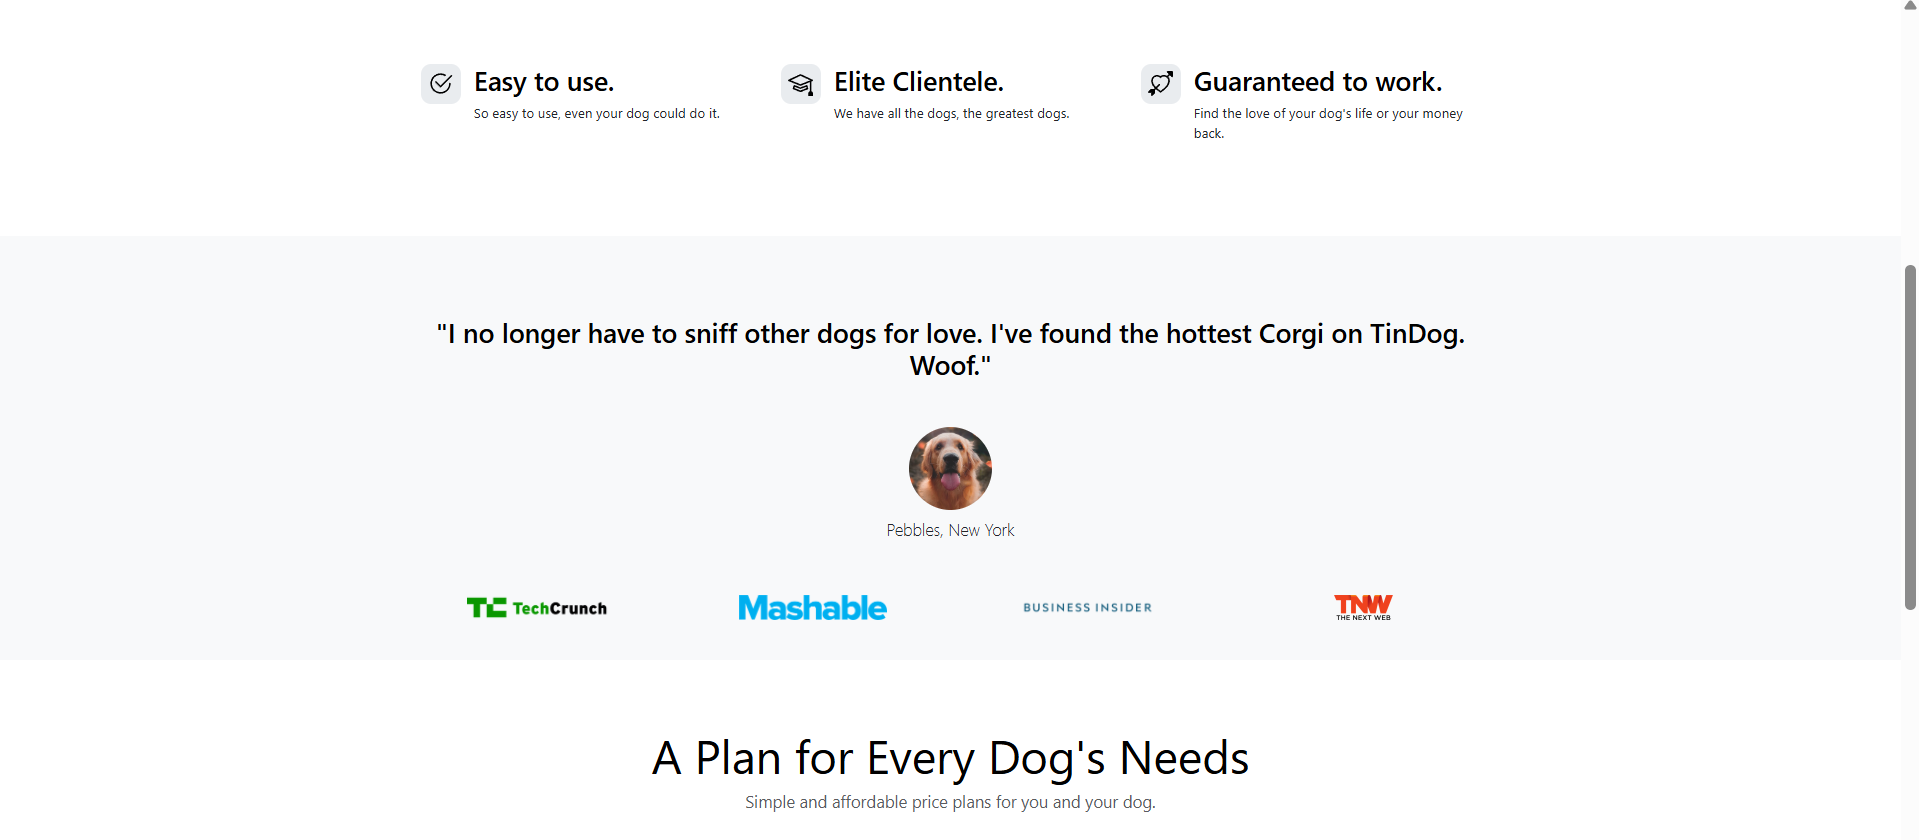 Easy to use.
So easy to use, even your dog could do it.
Elite Clientele.
We have all the dogs, the greatest dogs.
Guaranteed to work.
Find the love of your dog's life or your money
back.
"I no longer have to sniff other dogs for love. I've found the hottest Corgi on TinDog.
Woof."
Pebbles, New York
TC TechCrunch
Mashable
BUSINESS INSIDER
TNW
THE NEXT WEB
A Plan for Every Dog's Needs
Simple and affordable price plans for you and your dog.